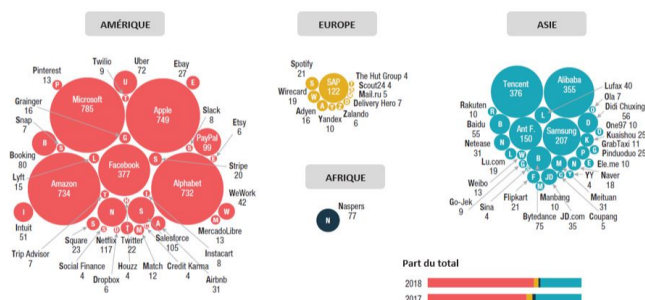 AMÉRIQUE
Pinterest
13
Twilio
9
Uber
72
Ebay
27
Grainger
16
Microsoft
785
Apple
749
Slack
8
Snap
7
PayPal
99
Etsy
6
Booking
80
Facebook
377
Stripe
20
Lyft
15
Amazon
734
Alphabet
732
WeWork
42
Intuit
51
MercadoLibre
13
Trip Advisor
7
Square
23
Netflix
117
Twitter
22
Salesforce
105
Instacart
8
Social Finance
4
Dropbox
6
Houzz
4
Match
12
Credit Karma
4
Airbnb
31
EUROPE
Spotify
21
SAP
122
The Hut Group 4
Scout24 4
Mail.ru 5
Delivery Hero 7
Wirecard
19
Adyen
16
Yandex
10
Zalando
6
AFRIQUE
N
Naspers
77
ASIE
Tencent
376
Alibaba
355
Lufax 40
Ola 7
Didi Chuxing
56
Rakuten
10
One97 10
Baidu
55
Ant F.
150
Samsung
207
Kuaishou 25
GrabTaxi 11
Netease
31
Pinduoduo 25
Lu.com
19
Ele.me 10
Weibo
13
YY
4
Naver
18
Go-Jek
9
Sina
4
Flipkart
21
Manbang
10
Meituan
31
Bytedance
75
JD.com
35
Coupang
5
Part du total
2018
2017